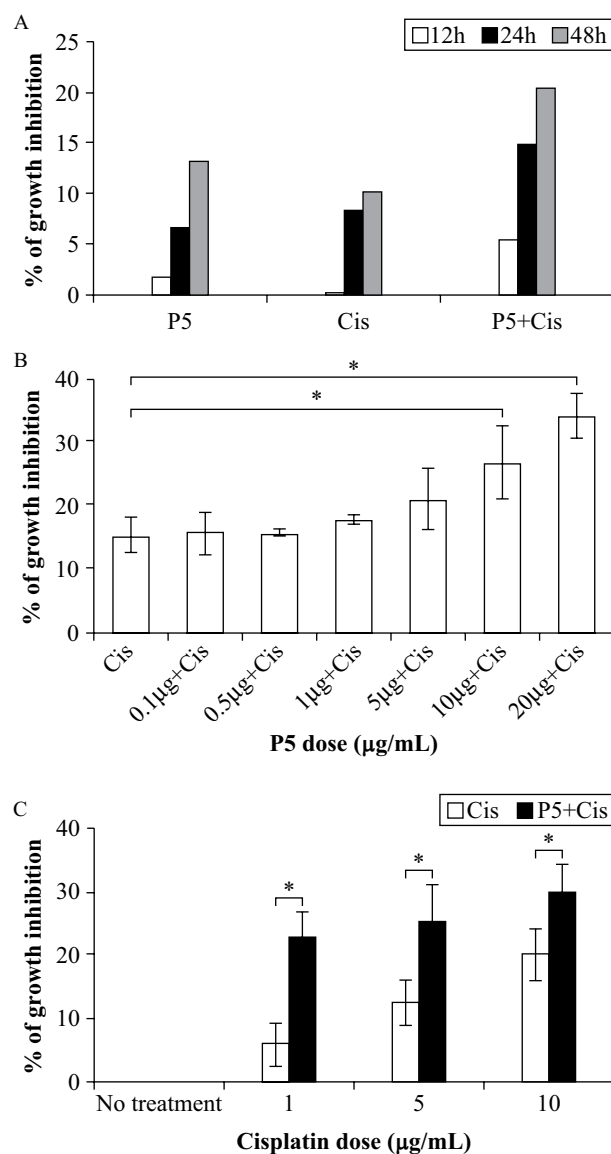 A
12h 24h 48h
% of growth inhibition
25
20
15
10
5
0
P5 Cis P5+Cis
B
% of growth inhibition
40
30
20
10
0
*
*
Cis 0.1μg+Cis 0.5μg+Cis 1μg+Cis 5μg+Cis 10μg+Cis 20μg+Cis
P5 dose (μg/mL)
C
Cis P5+Cis
% of growth inhibition
40
30
20
10
0
* * *
No treatment 1 5 10
Cisplatin dose (μg/mL)